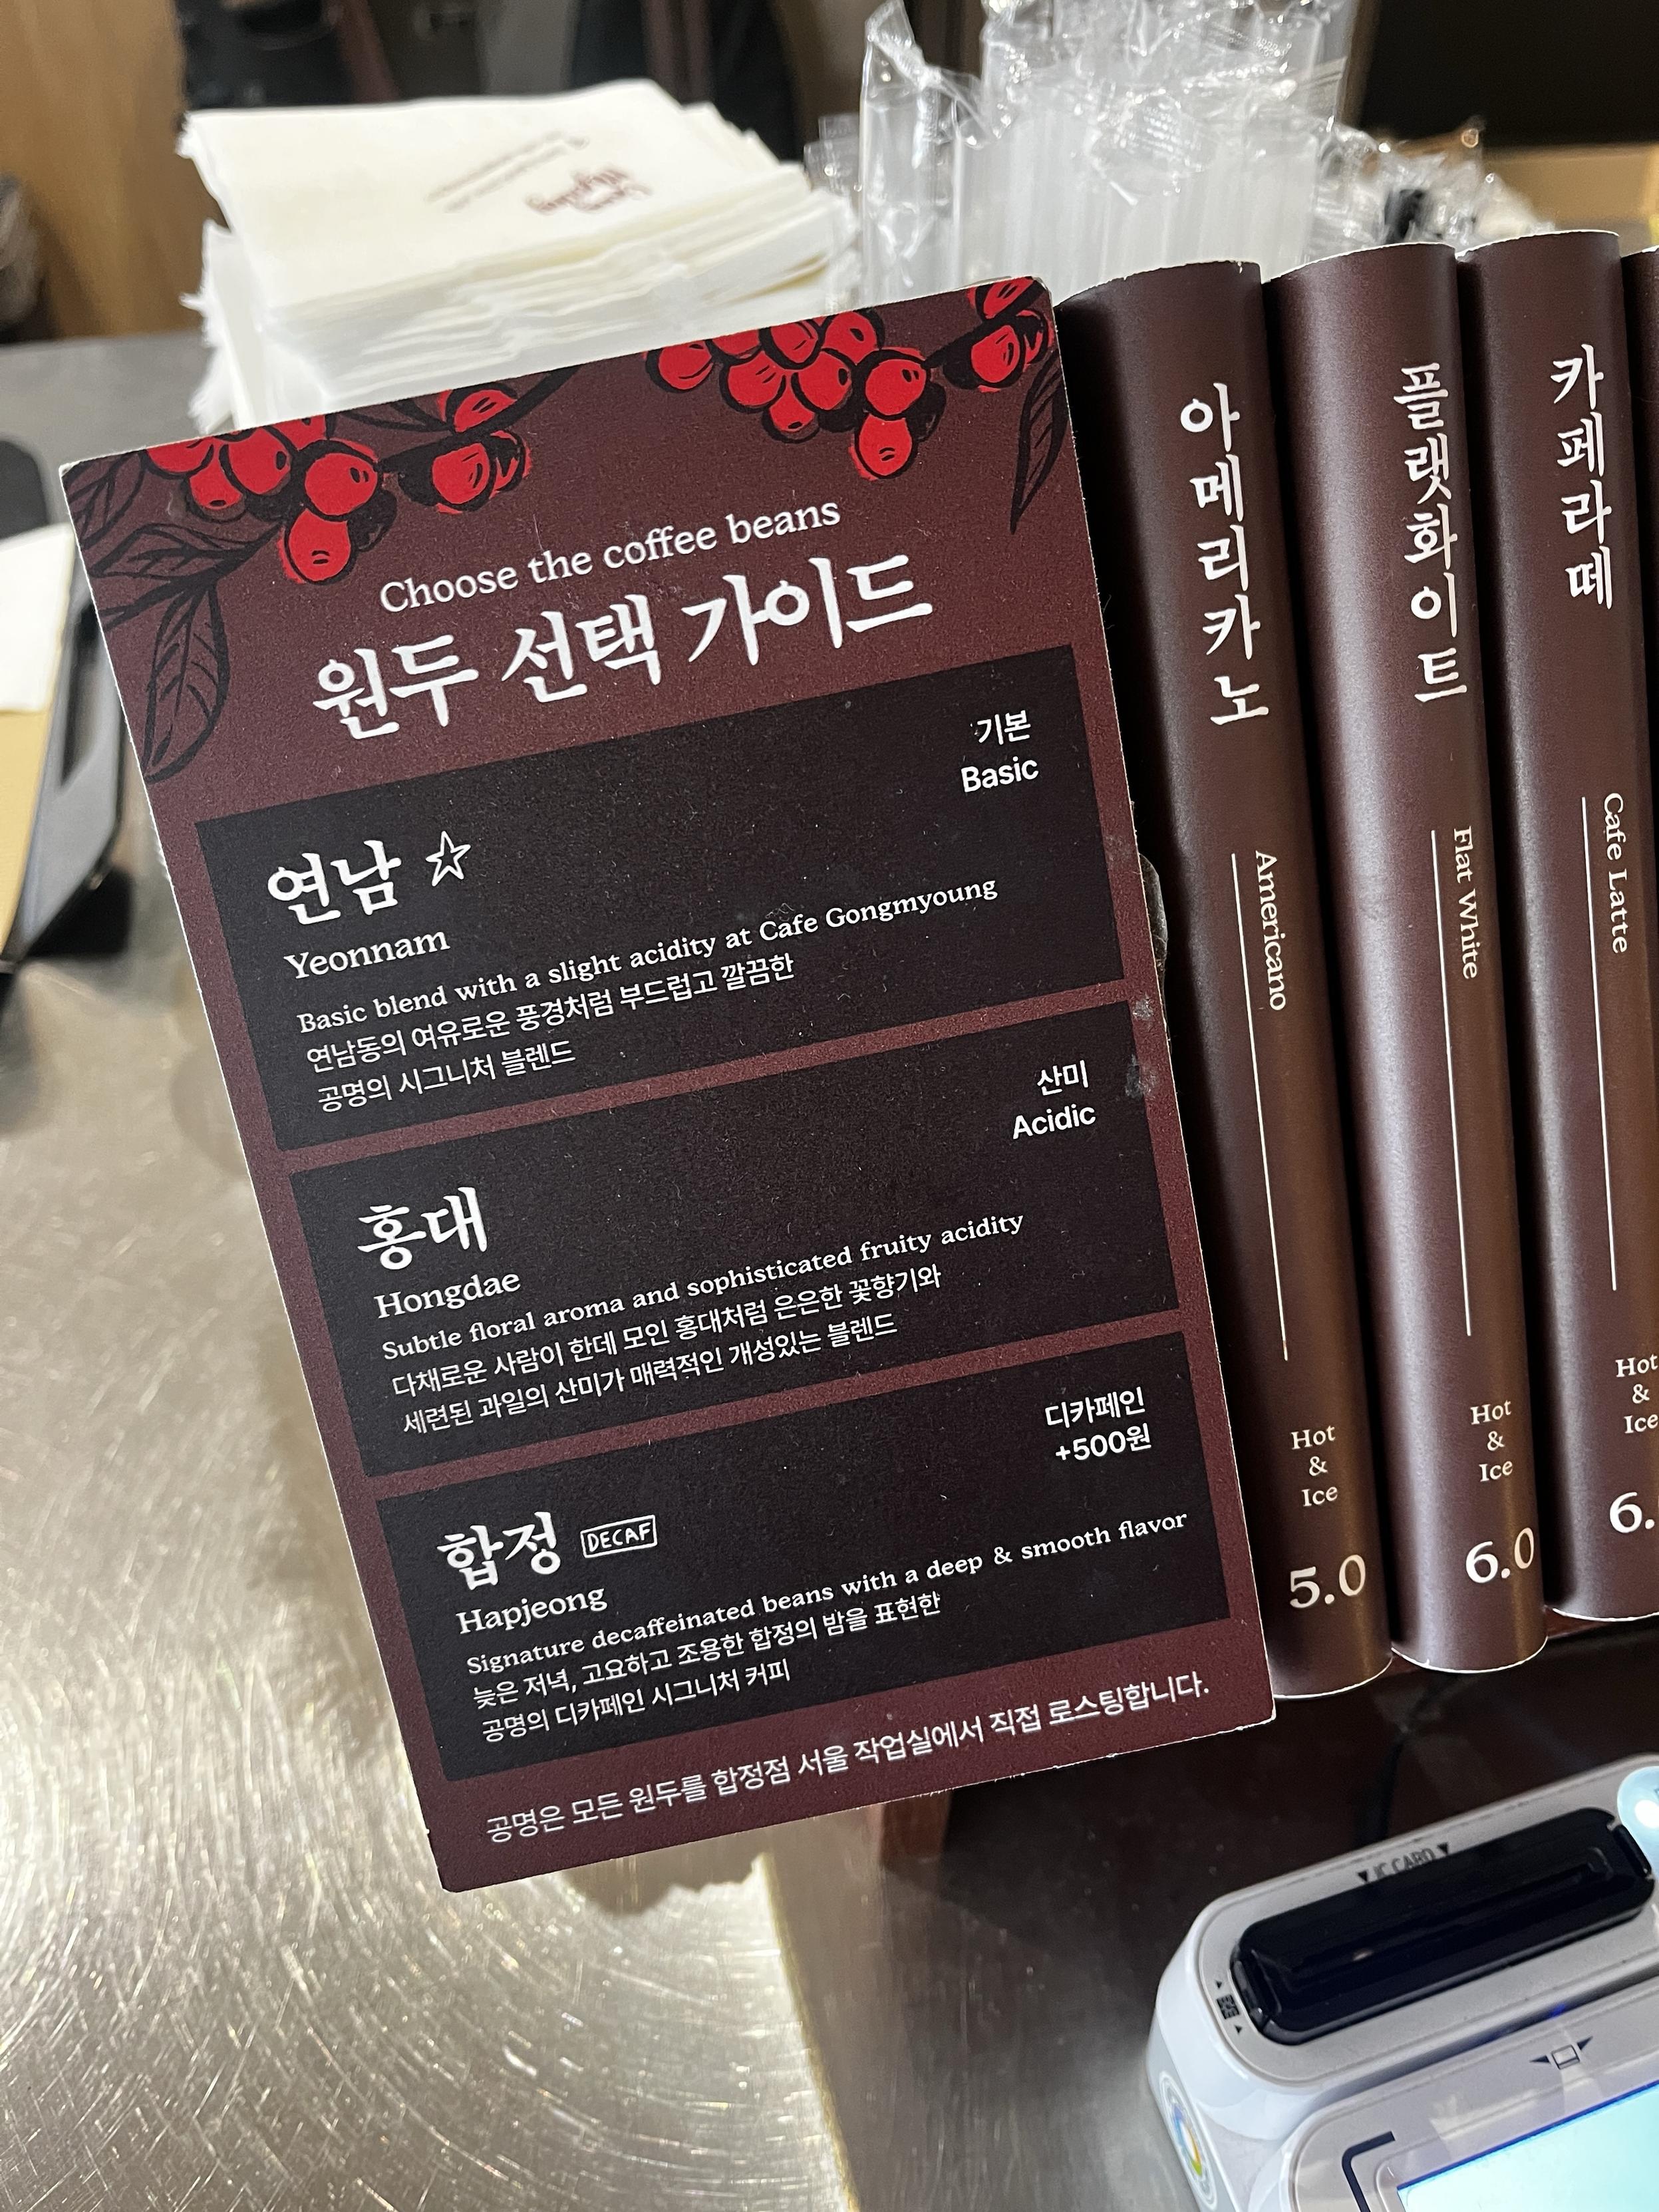 Choose the coffee beans
원두 선택 가이드
기본
Basic
연남 ☆
Yeonnam
Basic blend with a slight acidity at Cafe Gongmyoung
연남동의 여유로운 풍경처럼 부드럽고 깔끔한
공명의 시그니처 블렌드
산미
Acidic
홍대
Hongdae
Subtle floral aroma and sophisticated fruity acidity
다채로운 사람이 한데 모인 홍대처럼 은은한 꽃향기와
세련된 과일의 산미가 매력적인 개성있는 블렌드
디카페인
+500원
합정 DECAF
Hapjeong
Signature decaffeinated beans with a deep & smooth flavor
늦은 저녁, 고요하고 조용한 합정의 밤을 표현한
공명의 디카페인 시그니처 커피
공명은 모든 원두를 합정점 서울 작업실에서 직접 로스팅합니다.
아메리카노
Americano
Hot
&
Ice
5.0
플랫화이트
Flat White
Hot
&
Ice
6.0
카페라떼
Cafe Latte
Hot
&
Ice
6.
▼ IC CARD ▼